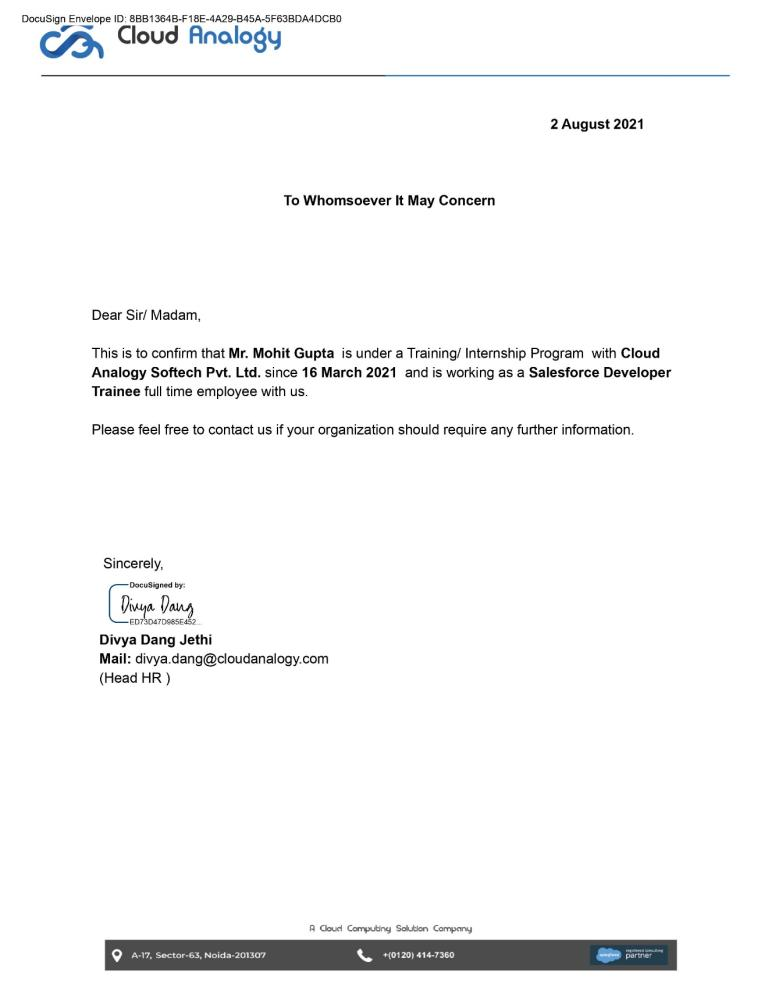 DocuSign Envelope ID: 8BB1364B-F18E-4A29-B45A-5F63BDA4DCB0
Cloud Analogy
2 August 2021
To Whomsoever It May Concern
Dear Sir/ Madam,
This is to confirm that Mr. Mohit Gupta is under a Training/ Internship Program with Cloud
Analogy Softech Pvt. Ltd. since 16 March 2021 and is working as a Salesforce Developer
Trainee full time employee with us.
Please feel free to contact us if your organization should require any further information.
Sincerely,
DocuSigned by:
Divya Dang
ED73D47D985E452...
Divya Dang Jethi
Mail: divya.dang@cloudanalogy.com
(Head HR )
A Cloud Computing Solution Company
A-17, Sector-63, Noida-201307
+(0120) 414-7360
salesforce
registered consulting
partner